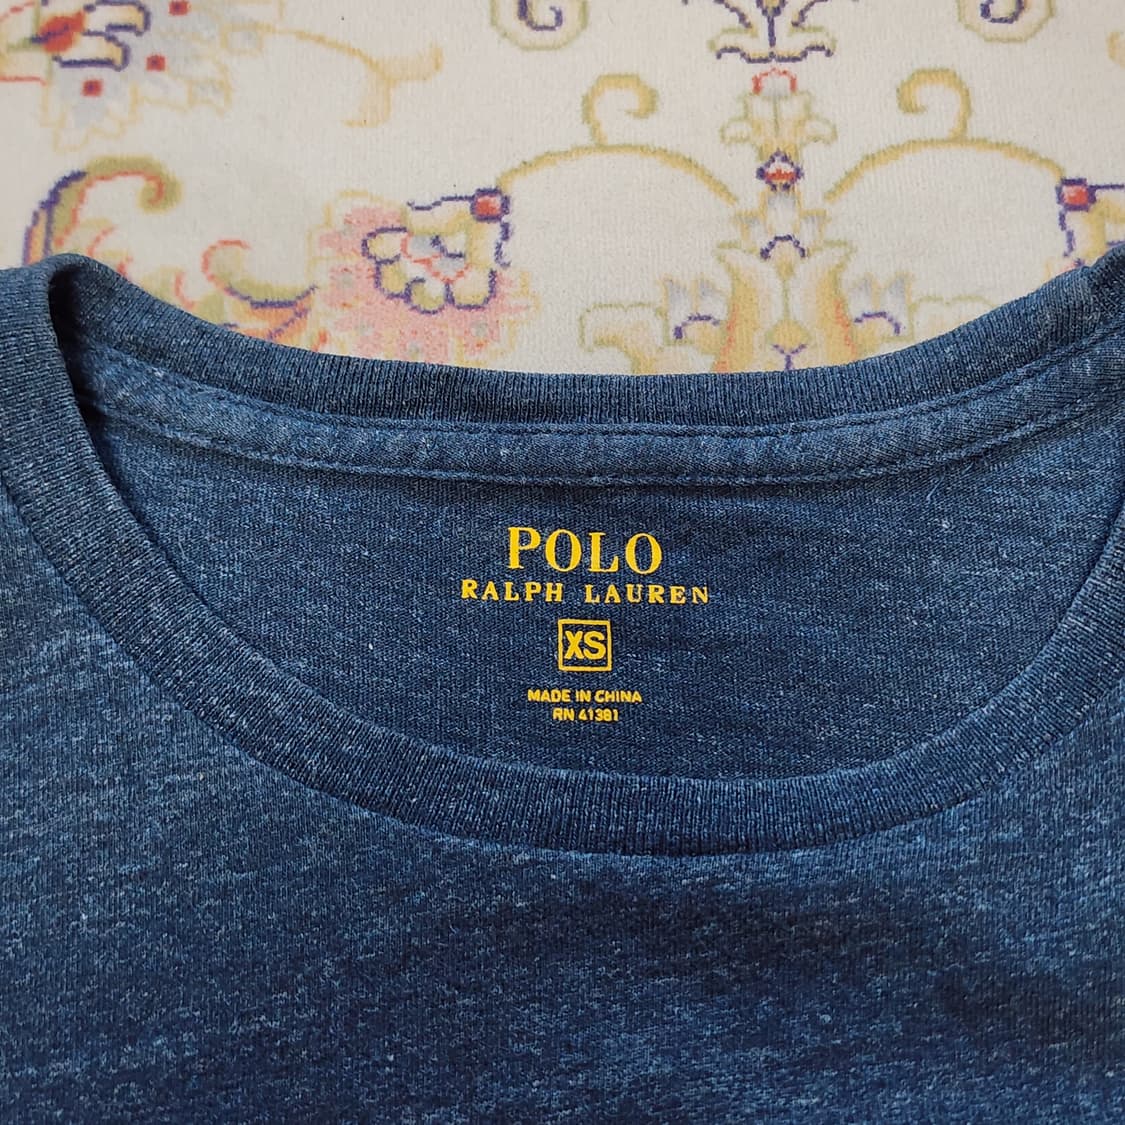 POLO
RALPH LAUREN
XS
MADE IN CHINA
RN 41381